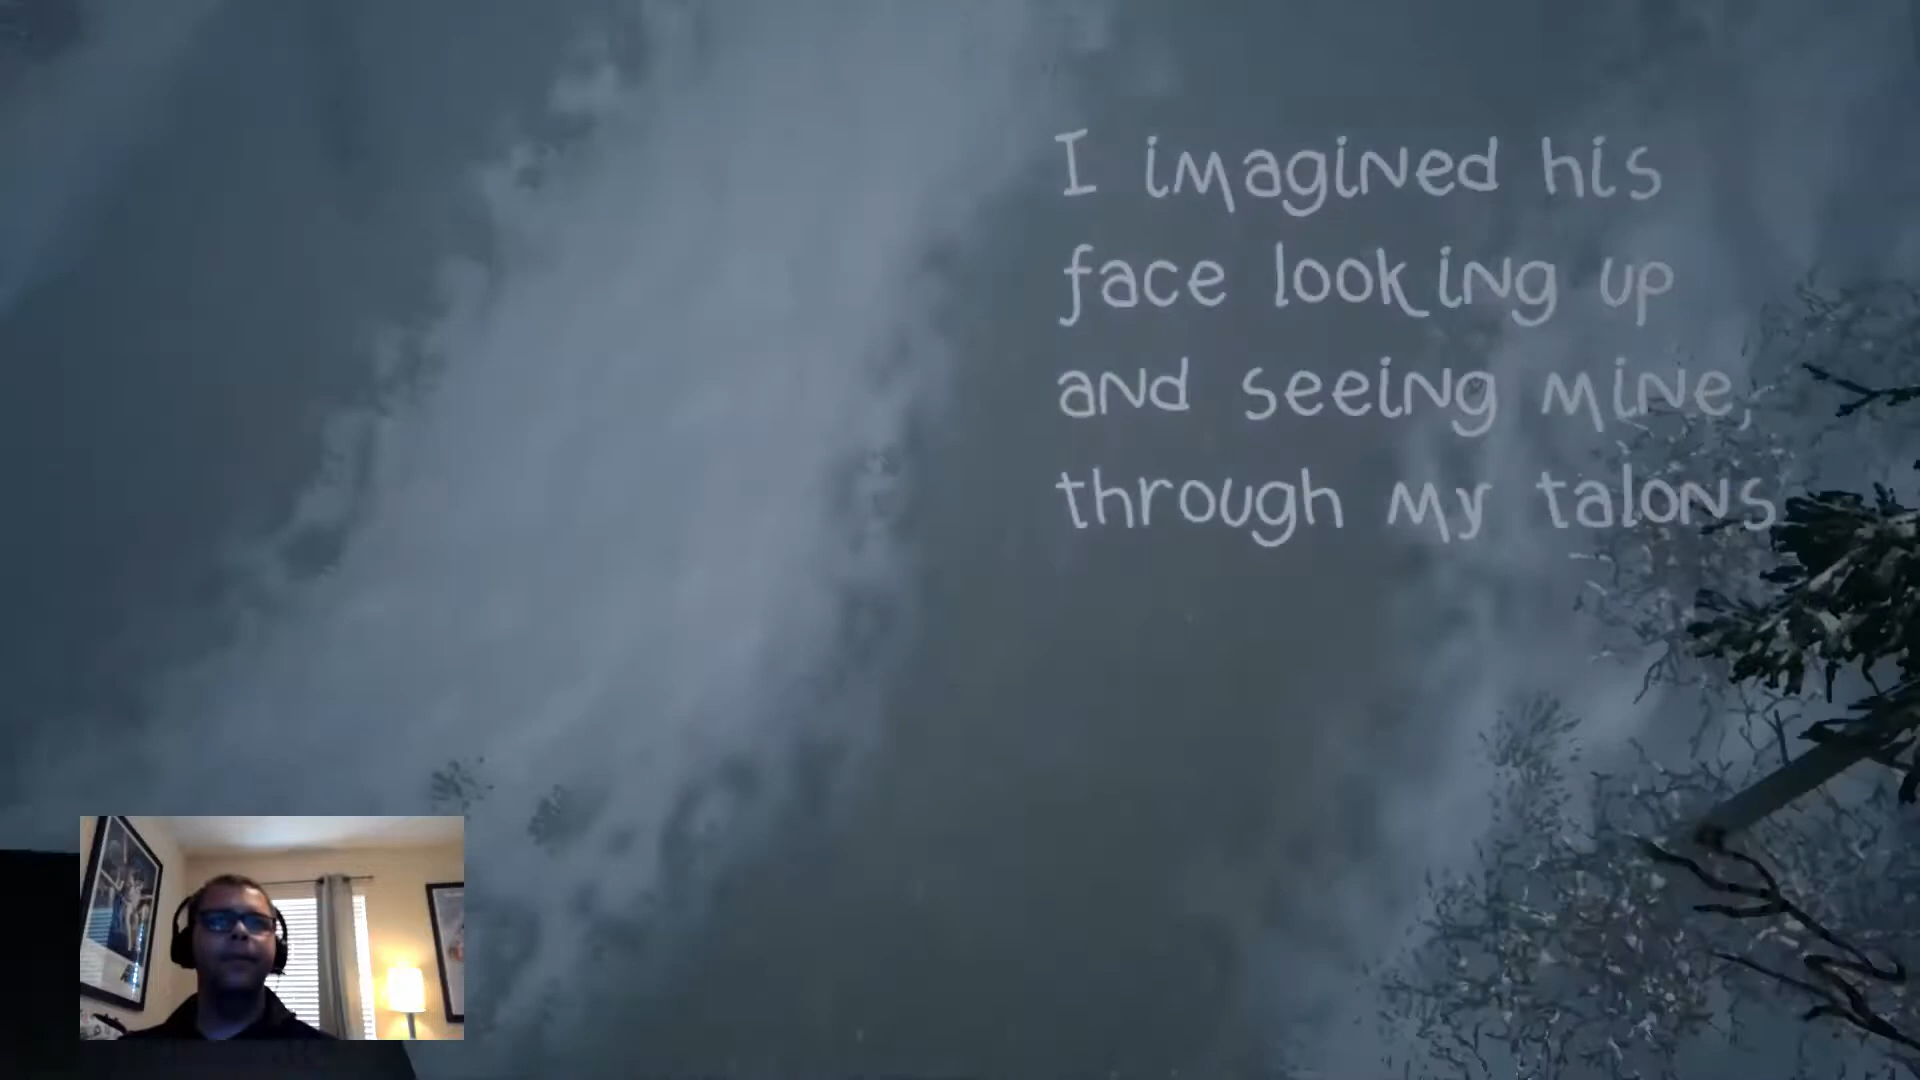 I imagined his
face looking up
and seeing mine,
through my talons